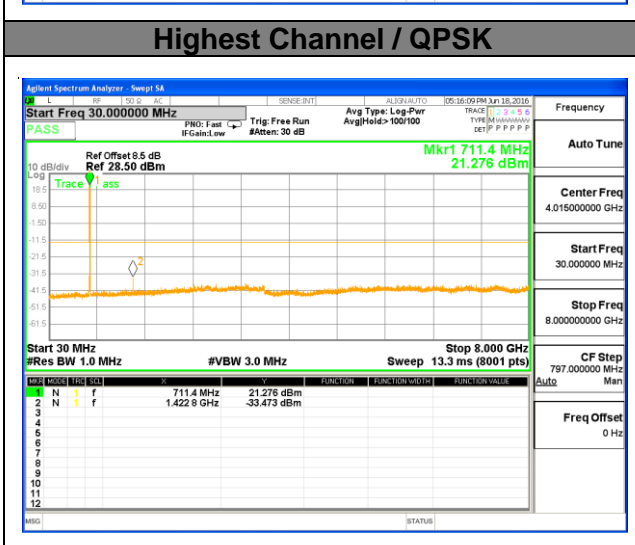 Highest Channel / QPSK
Agilent Spectrum Analyzer - Swept SA
L RF 50 Ω AC SENSE:INT ALIGNAUTO 05:16:09 PM Jun 18, 2016
Start Freq 30.000000 MHz
PNO: Fast
IFGain:Low
Trig: Free Run
#Atten: 30 dB
Avg Type: Log-Pwr
Avg|Hold:>100/100
TRACE 1 2 3 4 5 6
TYPE M
DET P P P P P P
Frequency
PASS
Auto Tune
Mkr1 711.4 MHz
21.276 dBm
Ref Offset 8.5 dB
10 dB/div Ref 28.50 dBm
Log
Trace 1 ass
18.5
8.50
-1.50
-11.5
-21.5
-31.5
-41.5
-51.5
-61.5
2
Center Freq
4.015000000 GHz
Start Freq
30.000000 MHz
Stop Freq
8.000000000 GHz
Start 30 MHz Stop 8.000 GHz
#Res BW 1.0 MHz #VBW 3.0 MHz Sweep 13.3 ms (8001 pts)
CF Step
797.000000 MHz
Auto Man
Freq Offset
0 Hz
MKR MODE TRC SCL X Y FUNCTION FUNCTION WIDTH FUNCTION VALUE
1 N 1 f 711.4 MHz 21.276 dBm
2 N 1 f 1.422 8 GHz -33.473 dBm
3
4
5
6
7
8
9
10
11
12
MSG STATUS